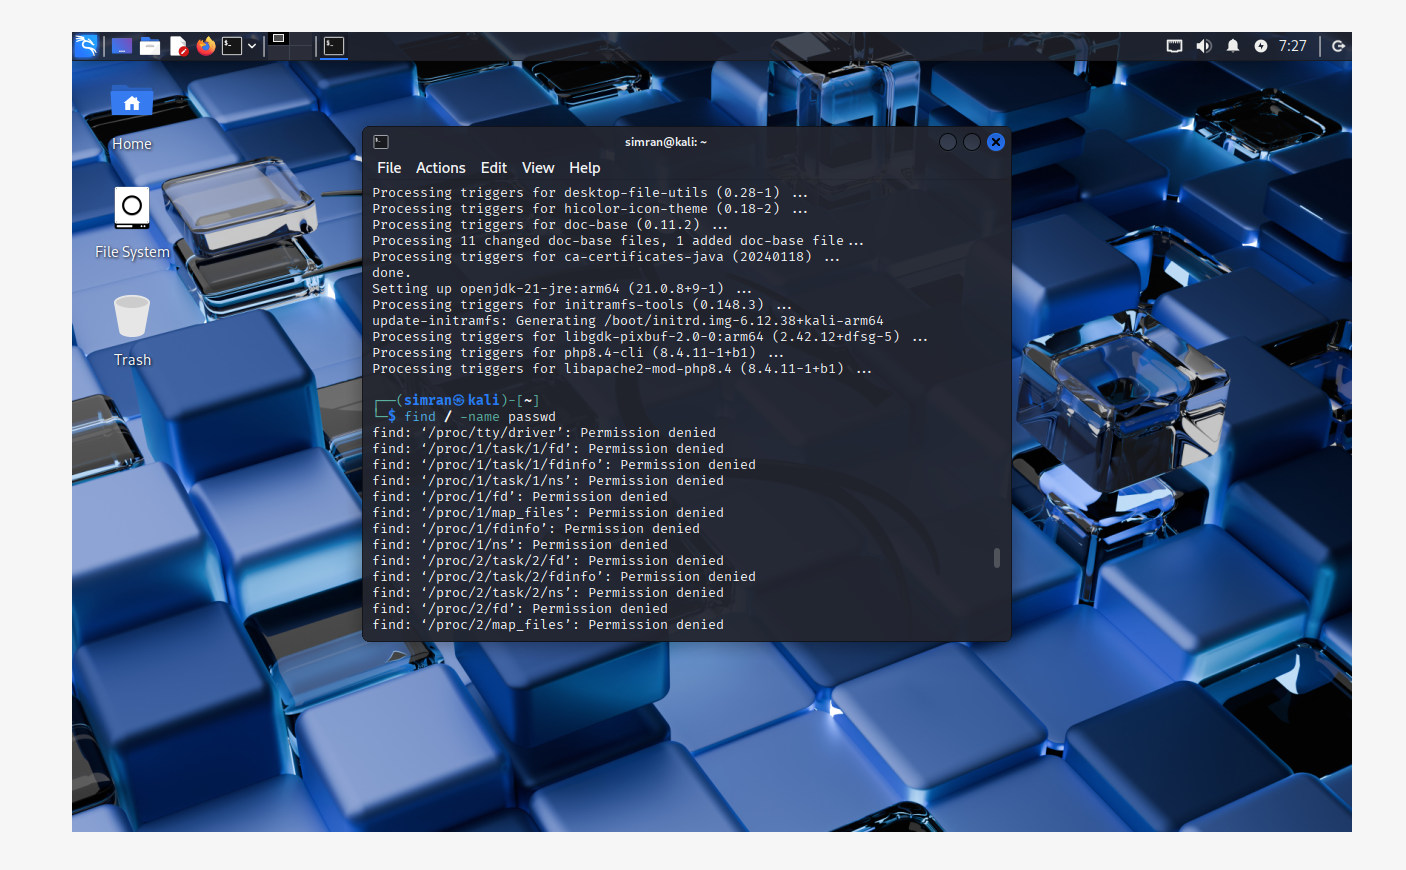 7:27
Home
File System
Trash
simran@kali: ~
File Actions Edit View Help
Processing triggers for desktop-file-utils (0.28-1) ...
Processing triggers for hicolor-icon-theme (0.18-2) ...
Processing triggers for doc-base (0.11.2) ...
Processing 11 changed doc-base files, 1 added doc-base file...
Processing triggers for ca-certificates-java (20240118) ...
done.
Setting up openjdk-21-jre:arm64 (21.0.8+9-1) ...
Processing triggers for initramfs-tools (0.148.3) ...
update-initramfs: Generating /boot/initrd.img-6.12.38+kali-arm64
Processing triggers for libgdk-pixbuf-2.0-0:arm64 (2.42.12+dfsg-5) ...
Processing triggers for php8.4-cli (8.4.11-1+b1) ...
Processing triggers for libapache2-mod-php8.4 (8.4.11-1+b1) ...
┌──(simran㉿kali)-[~]
└─$ find / -name passwd
find: ‘/proc/tty/driver’: Permission denied
find: ‘/proc/1/task/1/fd’: Permission denied
find: ‘/proc/1/task/1/fdinfo’: Permission denied
find: ‘/proc/1/task/1/ns’: Permission denied
find: ‘/proc/1/fd’: Permission denied
find: ‘/proc/1/map_files’: Permission denied
find: ‘/proc/1/fdinfo’: Permission denied
find: ‘/proc/1/ns’: Permission denied
find: ‘/proc/2/task/2/fd’: Permission denied
find: ‘/proc/2/task/2/fdinfo’: Permission denied
find: ‘/proc/2/task/2/ns’: Permission denied
find: ‘/proc/2/fd’: Permission denied
find: ‘/proc/2/map_files’: Permission denied